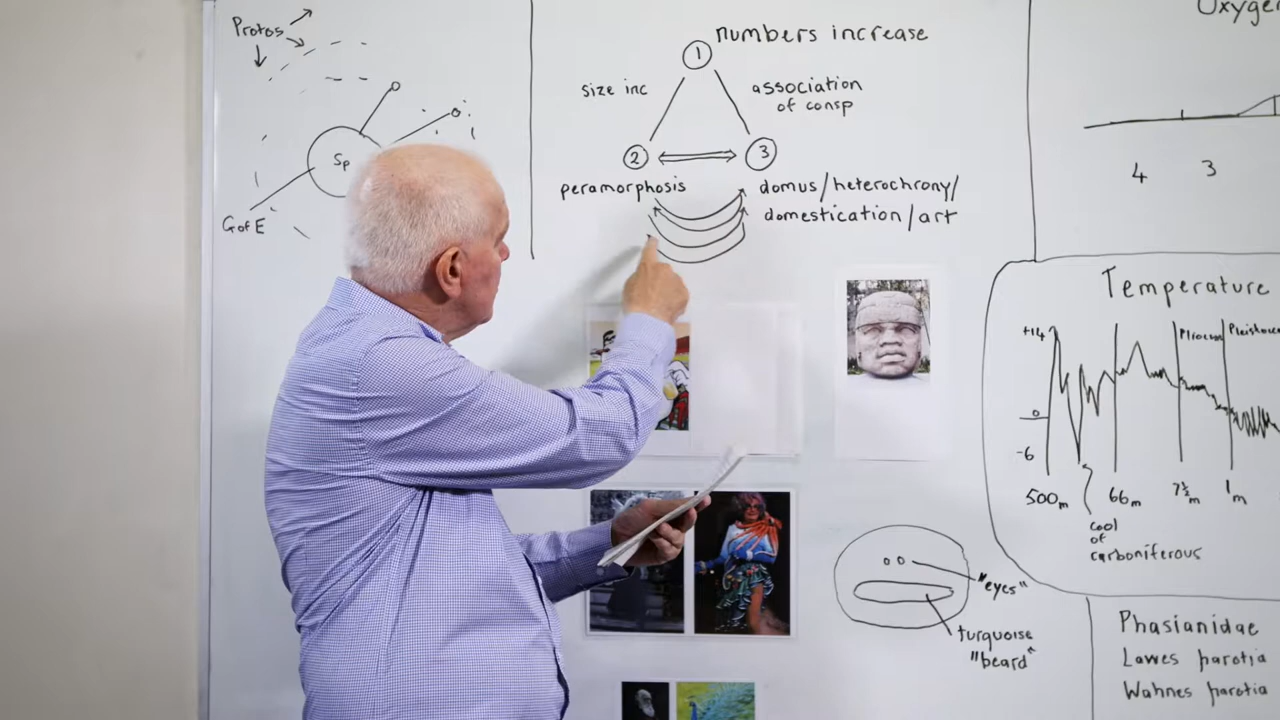 Protos
Sp
G of E
1 numbers increase
size inc
association
of consp
2
3
peramorphosis
domus/heterochrony/
domestication/art
"eyes"
turquoise
"beard"
Oxygen
4 3
Temperature
+14
0
-6
Pliocene
500m
66m
7½m
1m
cool
of
carboniferous
Phasianidae
Lawes parotia
Wahnes parotia